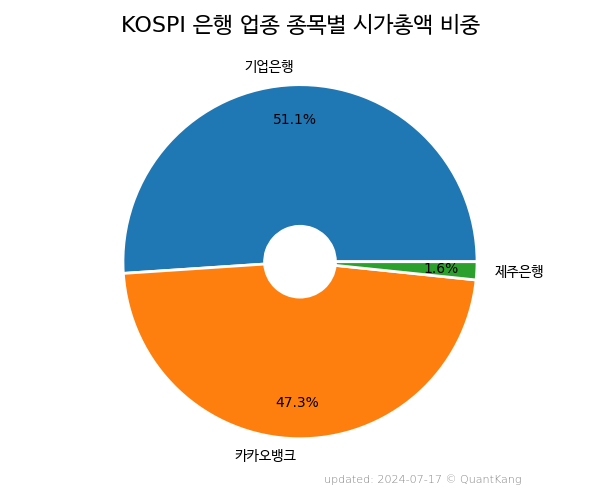 KOSPI 은행 업종 종목별 시가총액 비중
기업은행
51.1%
1.6%
제주은행
47.3%
카카오뱅크
updated: 2024-07-17 © QuantKang